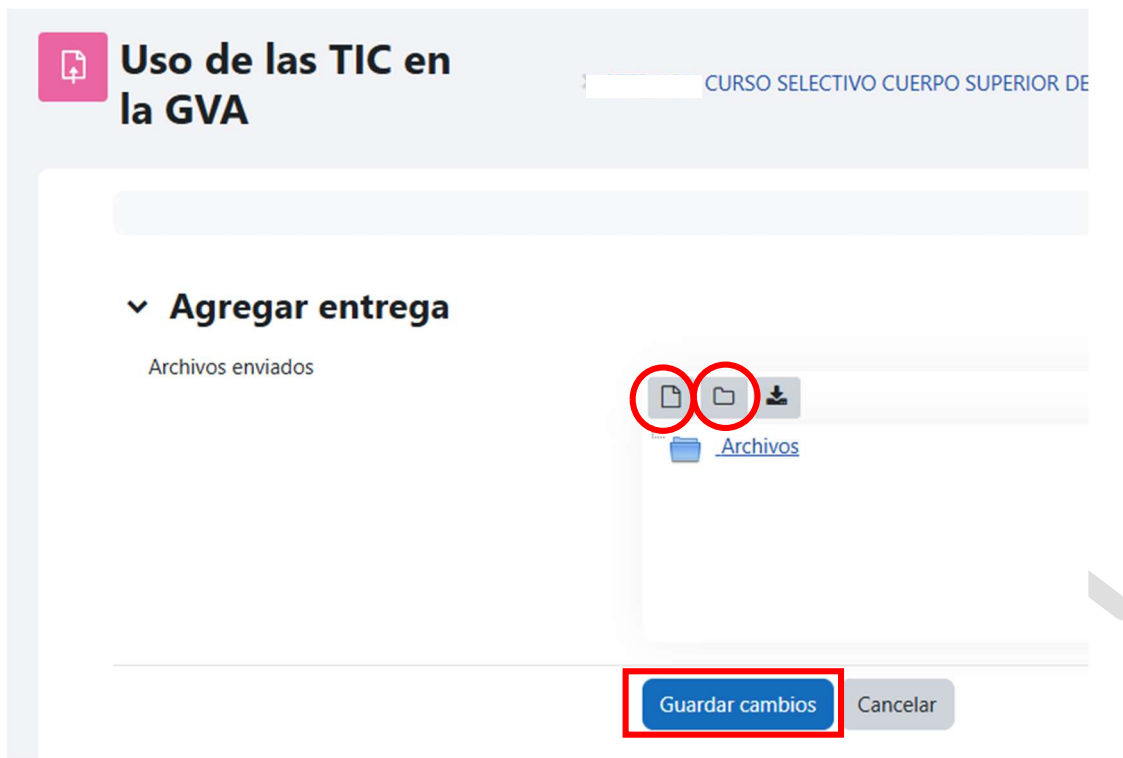 Uso de las TIC en
la GVA
CURSO SELECTIVO CUERPO SUPERIOR DE
Agregar entrega
Archivos enviados
Archivos
Guardar cambios
Cancelar